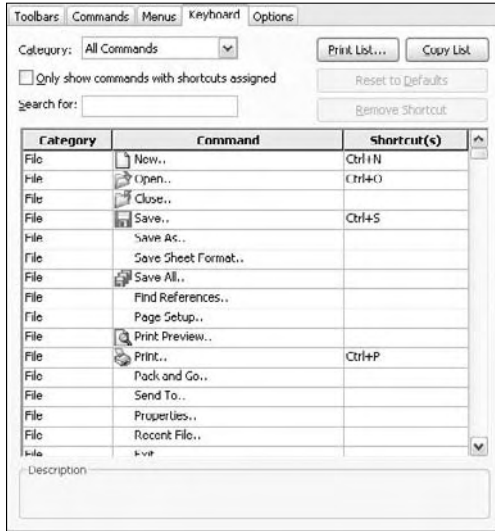 Toolbars Commands Menus Keyboard Options
Category: All Commands Print List... Copy List
Only show commands with shortcuts assigned Reset to Defaults
Search for: Remove Shortcut
Category Command Shortcut(s)
File New.. Ctrl+N
File Open.. Ctrl+O
File Close..
File Save.. Ctrl+S
File Save As..
File Save Sheet Format..
File Save All..
File Find References..
File Page Setup..
File Print Preview..
File Print.. Ctrl+P
File Pack and Go..
File Send To..
File Properties..
File Recent File..
File Exit
Description